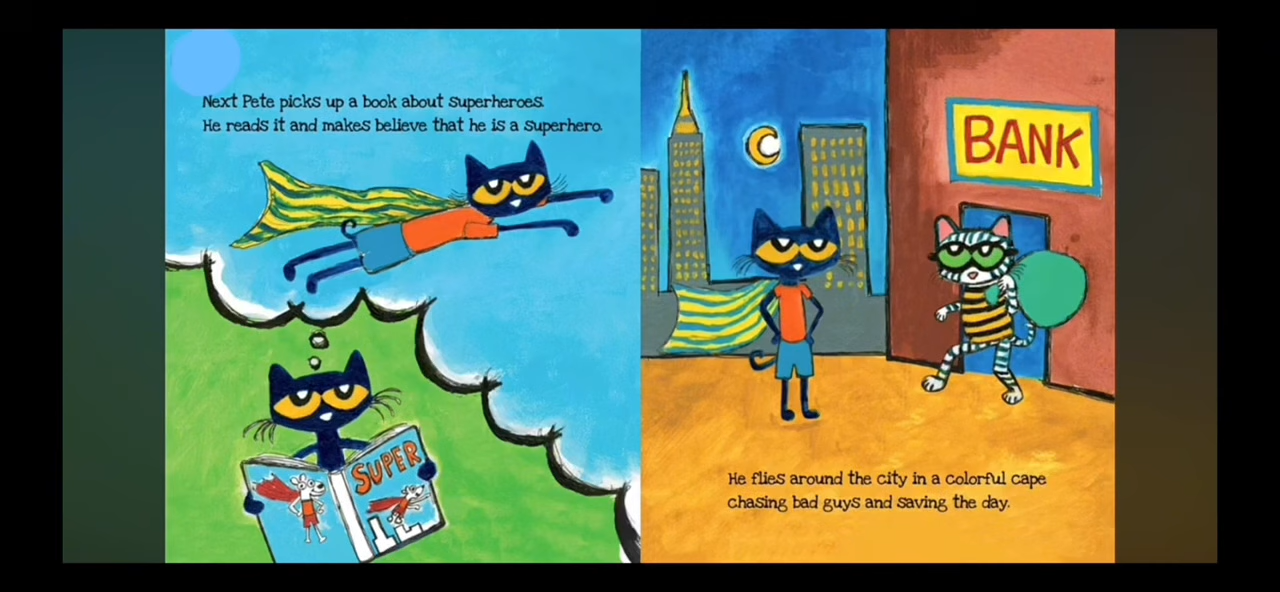 Next Pete picks up a book about superheroes.
He reads it and makes believe that he is a superhero.
SUPER
BANK
He flies around the city in a colorful cape
chasing bad guys and saving the day.